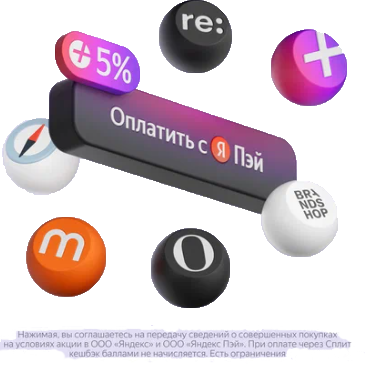 re:
5%
Оплатить с Я Пэй
BRA
NDS
HOP
m
O
Нажимая, вы соглашаетесь на передачу сведений о совершенных покупках
на условиях акции в ООО «Яндекс» и ООО «Яндекс Пэй». При оплате через Сплит
кешбэк баллами не начисляется. Есть ограничения